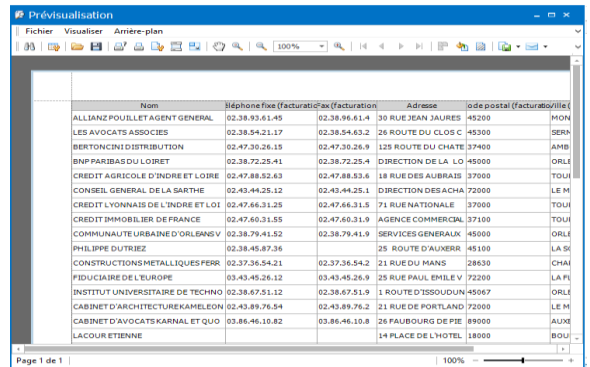 Prévisualisation
Fichier Visualiser Arrière-plan
100%
Nom éléphone fixe (facturatic Fax (facturation Adresse ode postal (facturatio Ville (
ALLIANZ POUILLET AGENT GENERAL 02.38.93.61.45 02.38.96.61.4 30 RUE JEAN JAURES 45200 MON
LES AVOCATS ASSOCIES 02.38.54.21.17 02.38.54.63.2 26 ROUTE DU CLOS C 45300 SERM
BERTONCINI DISTRIBUTION 02.47.30.26.15 02.47.30.26.9 125 ROUTE DU CHATE 37400 AMB
BNP PARIBAS DU LOIRET 02.38.72.25.41 02.38.72.25.4 DIRECTION DE LA LO 45000 ORLE
CREDIT AGRICOLE D'INDRE ET LOIRE 02.47.88.52.63 02.47.88.53.6 18 RUE DES AUBRAIS 37000 TOUI
CONSEIL GENERAL DE LA SARTHE 02.43.44.25.12 02.43.44.25.1 DIRECTION DES ACHA 72000 LE M
CREDIT LYONNAIS DE L'INDRE ET LOI 02.47.66.31.25 02.47.66.31.5 71 RUE NATIONALE 37000 TOUI
CREDIT IMMOBILIER DE FRANCE 02.47.60.31.55 02.47.60.31.9 AGENCE COMMERCIAL 37100 TOUI
COMMUNAUTE URBAINE D'ORLEANS V 02.38.79.41.52 02.38.79.41.9 SERVICES GENERAUX 45000 ORLE
PHILIPPE DUTRIEZ 02.38.45.87.36 25 ROUTE D'AUXERR 45100 LA SO
CONSTRUCTIONS METALLIQUES FERR 02.37.36.54.21 02.37.36.54.2 21 RUE DU MANS 28630 CHAI
FIDUCIAIRE DE L'EUROPE 03.43.45.26.12 03.43.45.26.9 25 RUE PAUL EMILE V 72200 LA FL
INSTITUT UNIVERSITAIRE DE TECHNO 02.38.67.51.12 02.38.67.51.9 1 ROUTE D'ISSOUDUN 45067 ORLE
CABINET D'ARCHITECTURE KAMELEON 02.43.89.76.54 02.43.89.76.2 21 RUE DE PORTLAND 72000 LE M
CABINET D'AVOCATS KARNAL ET QUO 03.86.46.10.82 03.86.46.10.8 26 FAUBOURG DE PIE 89000 AUXE
LACOUR ETIENNE 14 PLACE DE L'HOTEL 18000 BOU
Page 1 de 1 100%